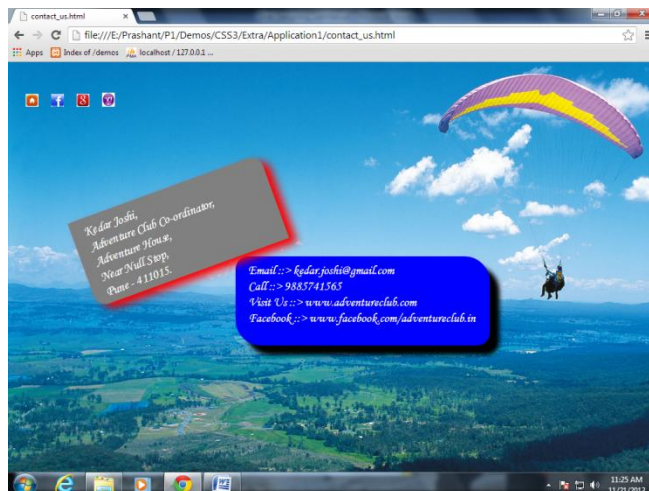 contact_us.html
file:///E:/Prashant/P1/Demos/CSS3/Extra/Application1/contact_us.html
Apps Index of /demos localhost / 127.0.0.1 ...
Kedar Joshi,
Adventure Club Co-ordinator,
Adventure House,
Near Null Stop,
Pune - 411015.
Email ::> kedar.joshi@gmail.com
Call ::> 9885741565
Visit Us ::> www.adventureclub.com
Facebook ::> www.facebook.com/adventureclub.in
11:25 AM